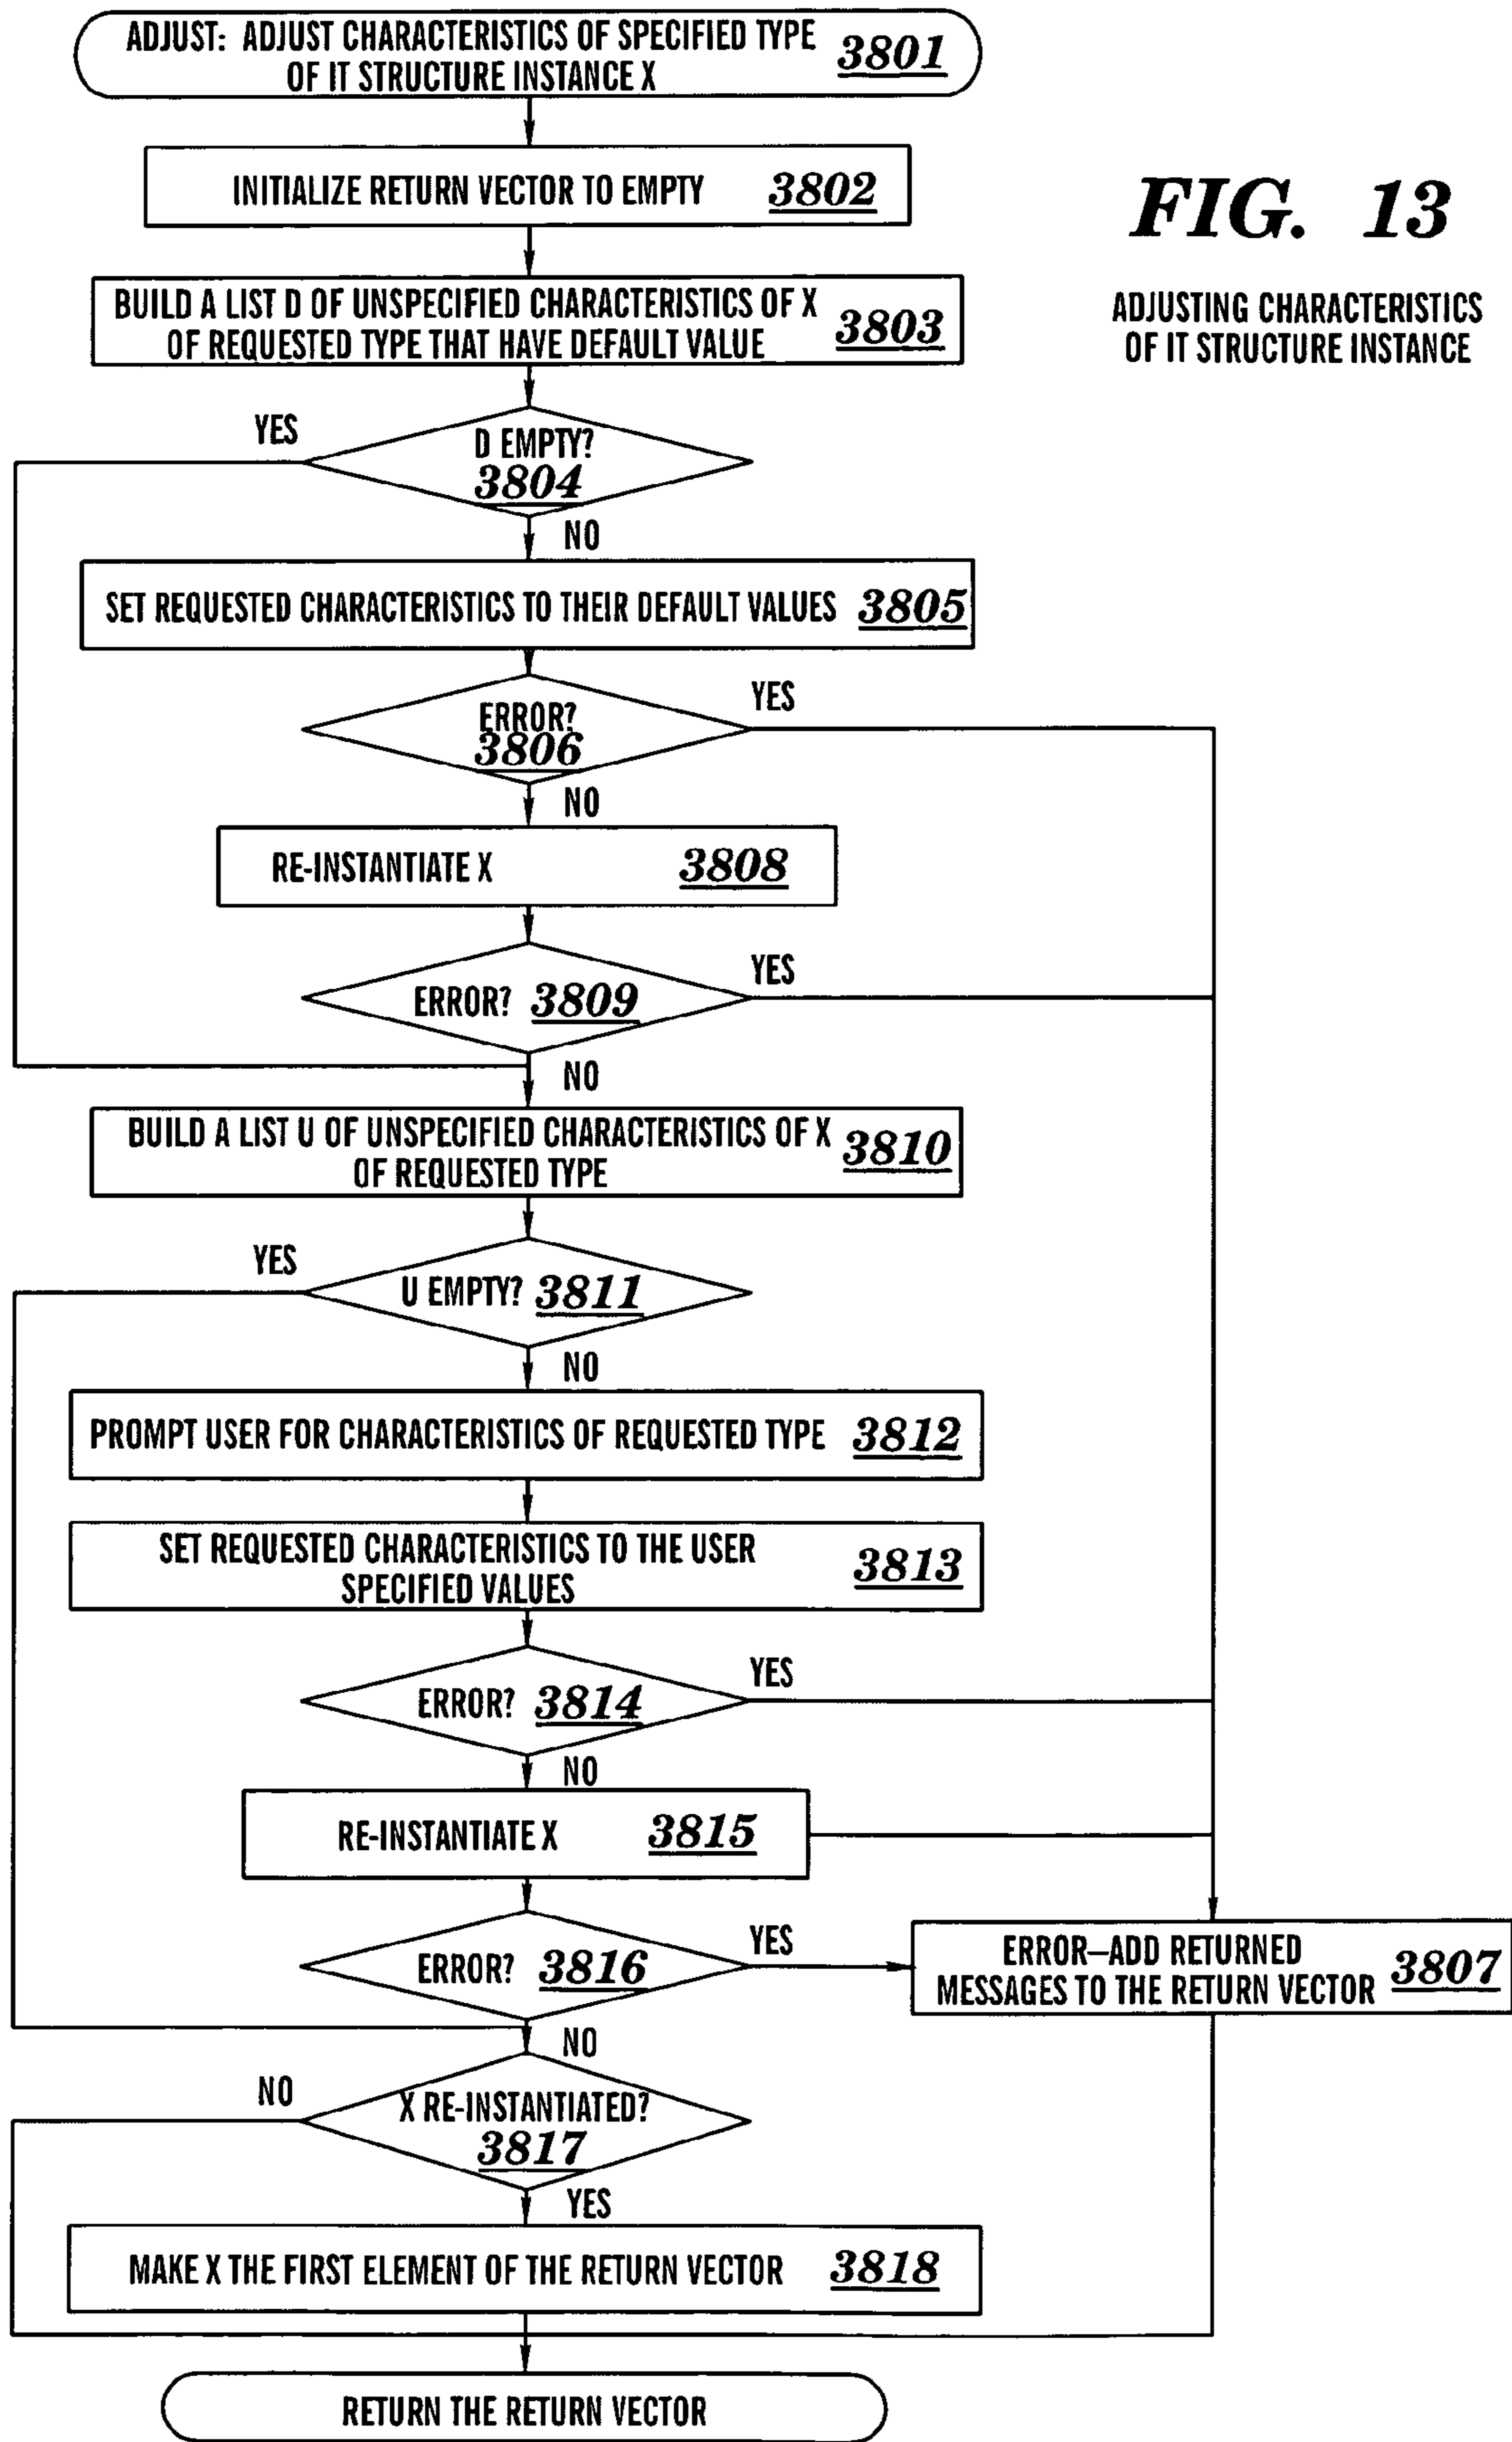 ADJUST: ADJUST CHARACTERISTICS OF SPECIFIED TYPE
OF IT STRUCTURE INSTANCE X
3801
INITIALIZE RETURN VECTOR TO EMPTY 3802
FIG. 13
ADJUSTING CHARACTERISTICS
OF IT STRUCTURE INSTANCE
BUILD A LIST D OF UNSPECIFIED CHARACTERISTICS OF X
OF REQUESTED TYPE THAT HAVE DEFAULT VALUE
3803
YES
D EMPTY?
3804
NO
SET REQUESTED CHARACTERISTICS TO THEIR DEFAULT VALUES 3805
ERROR?
3806
YES
NO
RE-INSTANTIATE X 3808
ERROR? 3809
YES
NO
BUILD A LIST U OF UNSPECIFIED CHARACTERISTICS OF X
OF REQUESTED TYPE
3810
YES
U EMPTY? 3811
NO
PROMPT USER FOR CHARACTERISTICS OF REQUESTED TYPE 3812
SET REQUESTED CHARACTERISTICS TO THE USER
SPECIFIED VALUES
3813
ERROR? 3814
YES
NO
RE-INSTANTIATE X 3815
ERROR? 3816
YES
ERROR–ADD RETURNED
MESSAGES TO THE RETURN VECTOR
3807
NO
NO
X RE-INSTANTIATED?
3817
YES
MAKE X THE FIRST ELEMENT OF THE RETURN VECTOR 3818
RETURN THE RETURN VECTOR